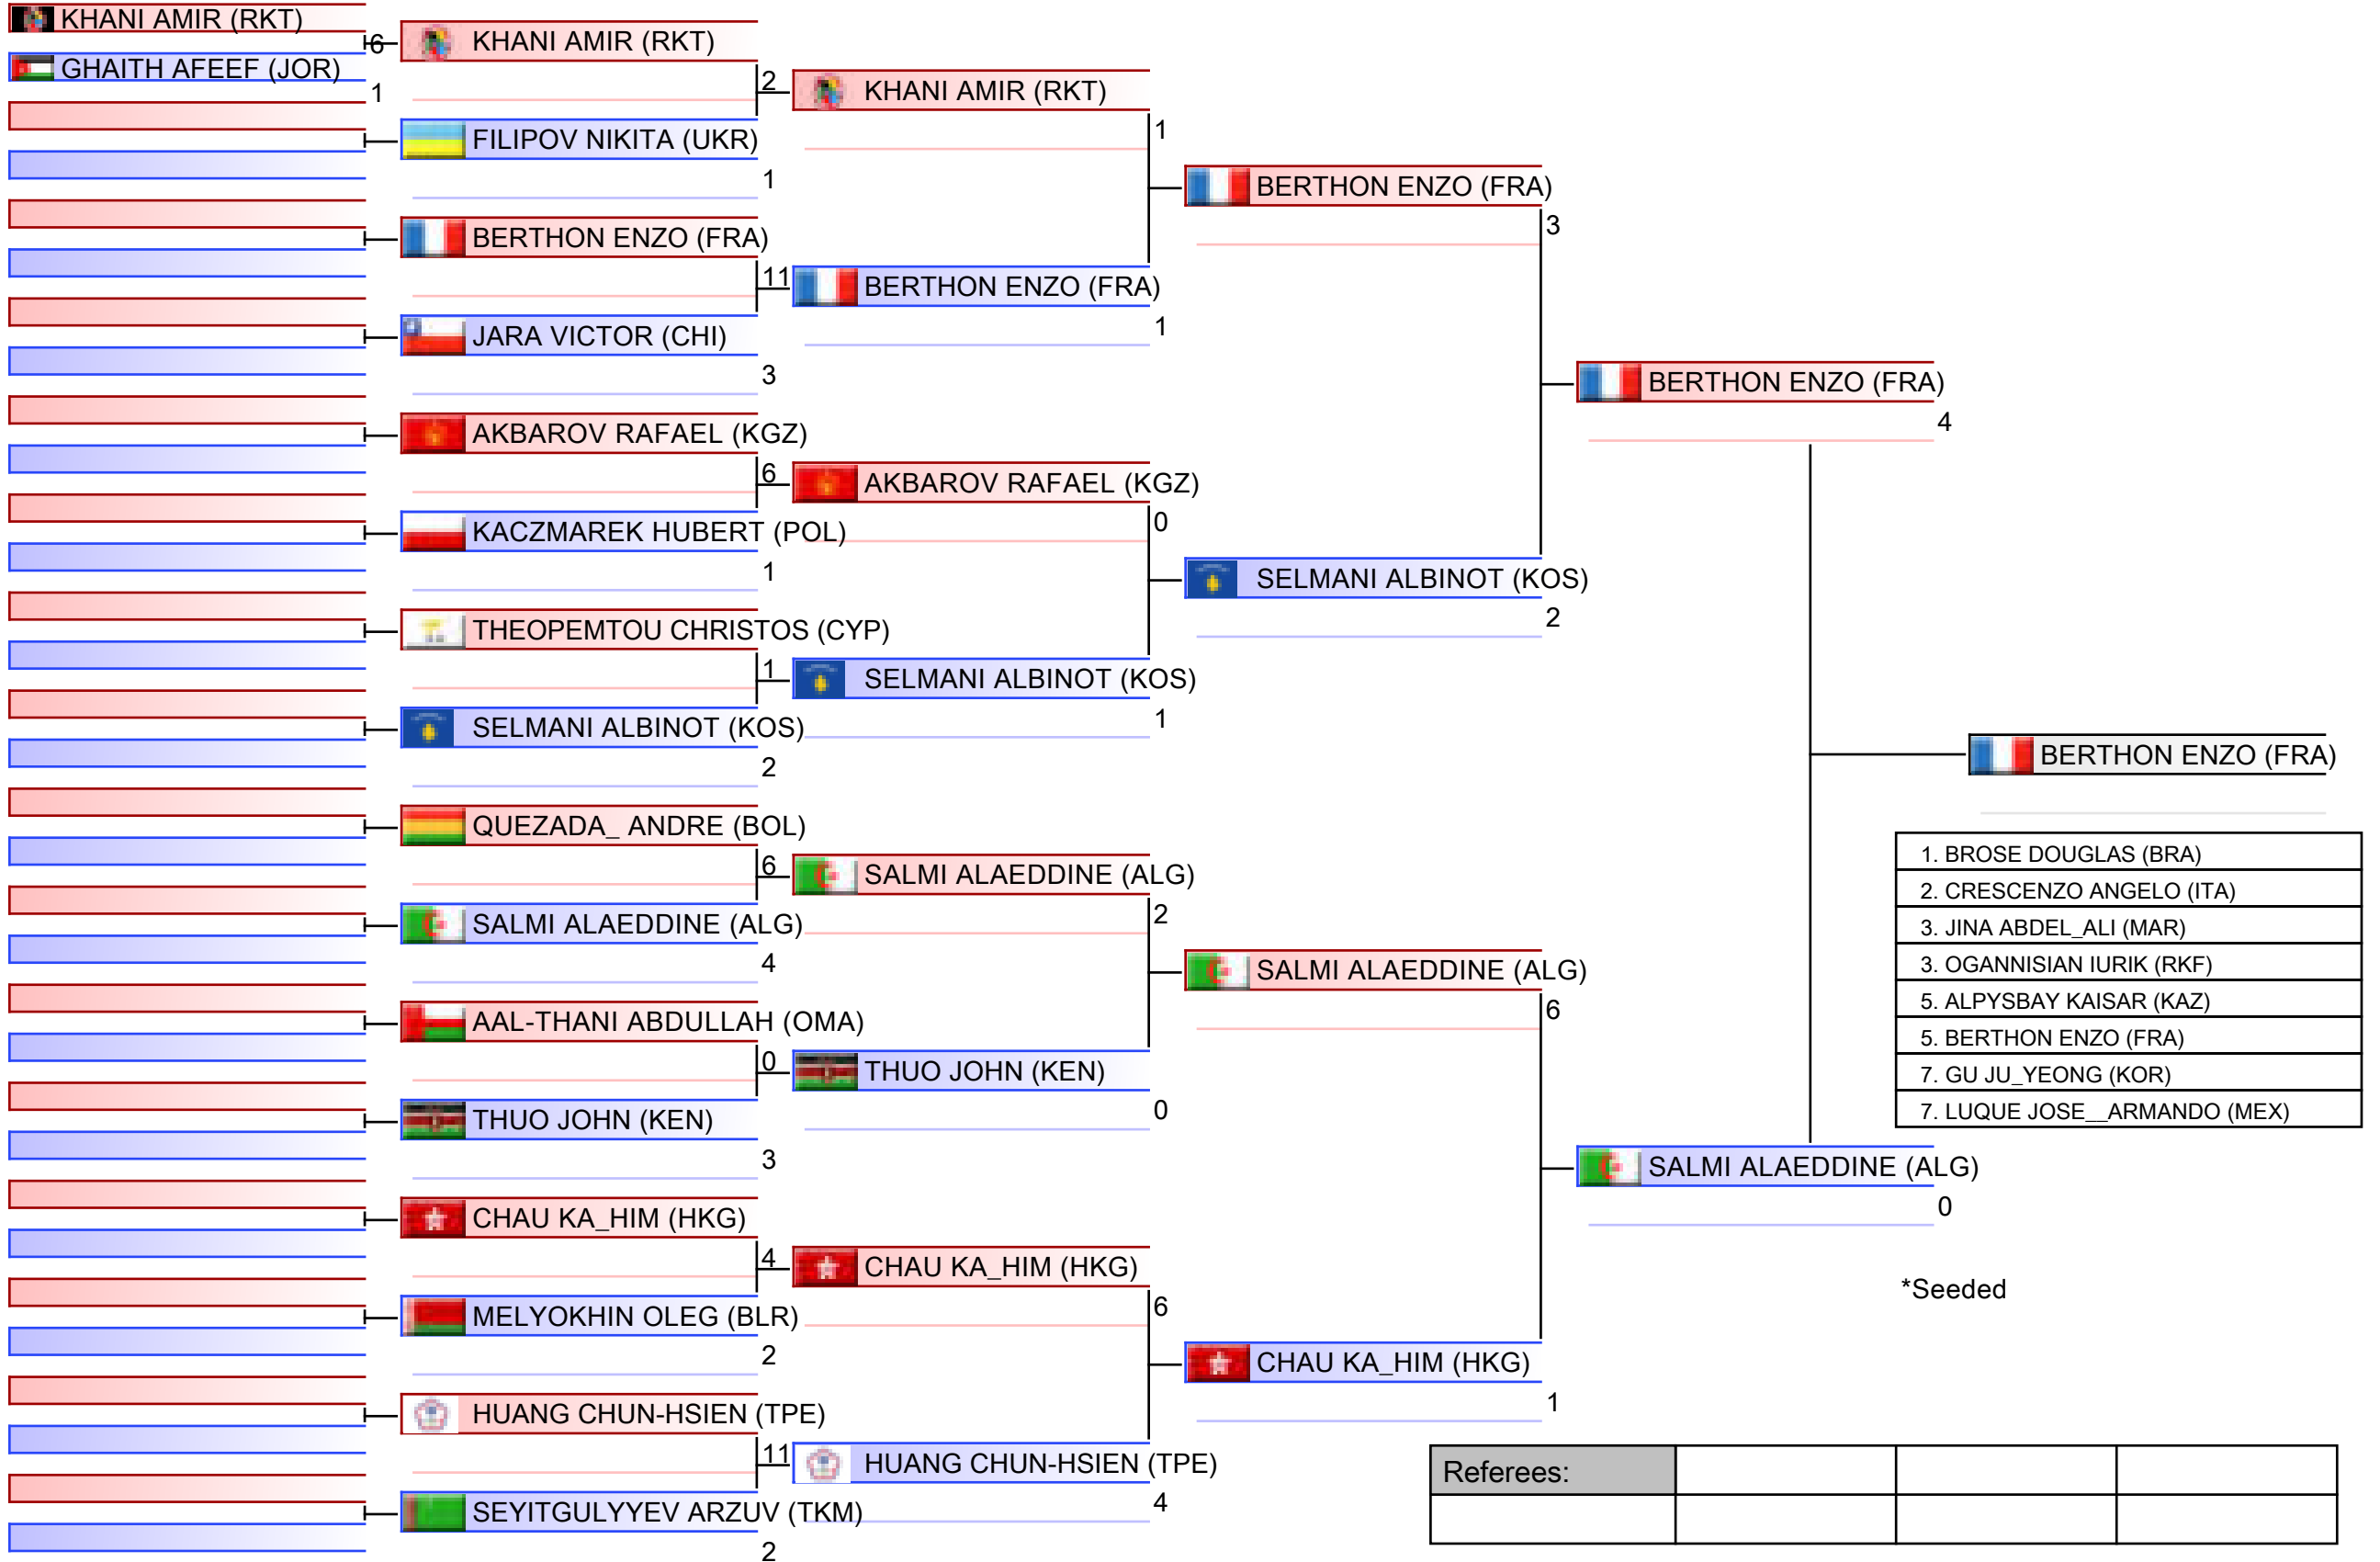 KHANI AMIR (RKT)
6
GHAITH AFEEF (JOR)
1
KHANI AMIR (RKT)
2
FILIPOV NIKITA (UKR)
1
BERTHON ENZO (FRA)
11
JARA VICTOR (CHI)
3
AKBAROV RAFAEL (KGZ)
6
KACZMAREK HUBERT (POL)
1
THEOPEMTOU CHRISTOS (CYP)
1
SELMANI ALBINOT (KOS)
2
QUEZADA_ ANDRE (BOL)
6
SALMI ALAEDDINE (ALG)
4
AAL-THANI ABDULLAH (OMA)
0
THUO JOHN (KEN)
3
CHAU KA_HIM (HKG)
4
MELYOKHIN OLEG (BLR)
2
HUANG CHUN-HSIEN (TPE)
11
SEYITGULYYEV ARZUV (TKM)
2
KHANI AMIR (RKT)
1
BERTHON ENZO (FRA)
1
AKBAROV RAFAEL (KGZ)
0
SELMANI ALBINOT (KOS)
1
SALMI ALAEDDINE (ALG)
2
THUO JOHN (KEN)
0
CHAU KA_HIM (HKG)
6
HUANG CHUN-HSIEN (TPE)
4
BERTHON ENZO (FRA)
3
SELMANI ALBINOT (KOS)
2
SALMI ALAEDDINE (ALG)
6
CHAU KA_HIM (HKG)
1
BERTHON ENZO (FRA)
4
SALMI ALAEDDINE (ALG)
0
BERTHON ENZO (FRA)
1. BROSE DOUGLAS (BRA)
2. CRESCENZO ANGELO (ITA)
3. JINA ABDEL_ALI (MAR)
3. OGANNISIAN IURIK (RKF)
5. ALPYSBAY KAISAR (KAZ)
5. BERTHON ENZO (FRA)
7. GU JU_YEONG (KOR)
7. LUQUE JOSE__ARMANDO (MEX)
*Seeded
Referees: